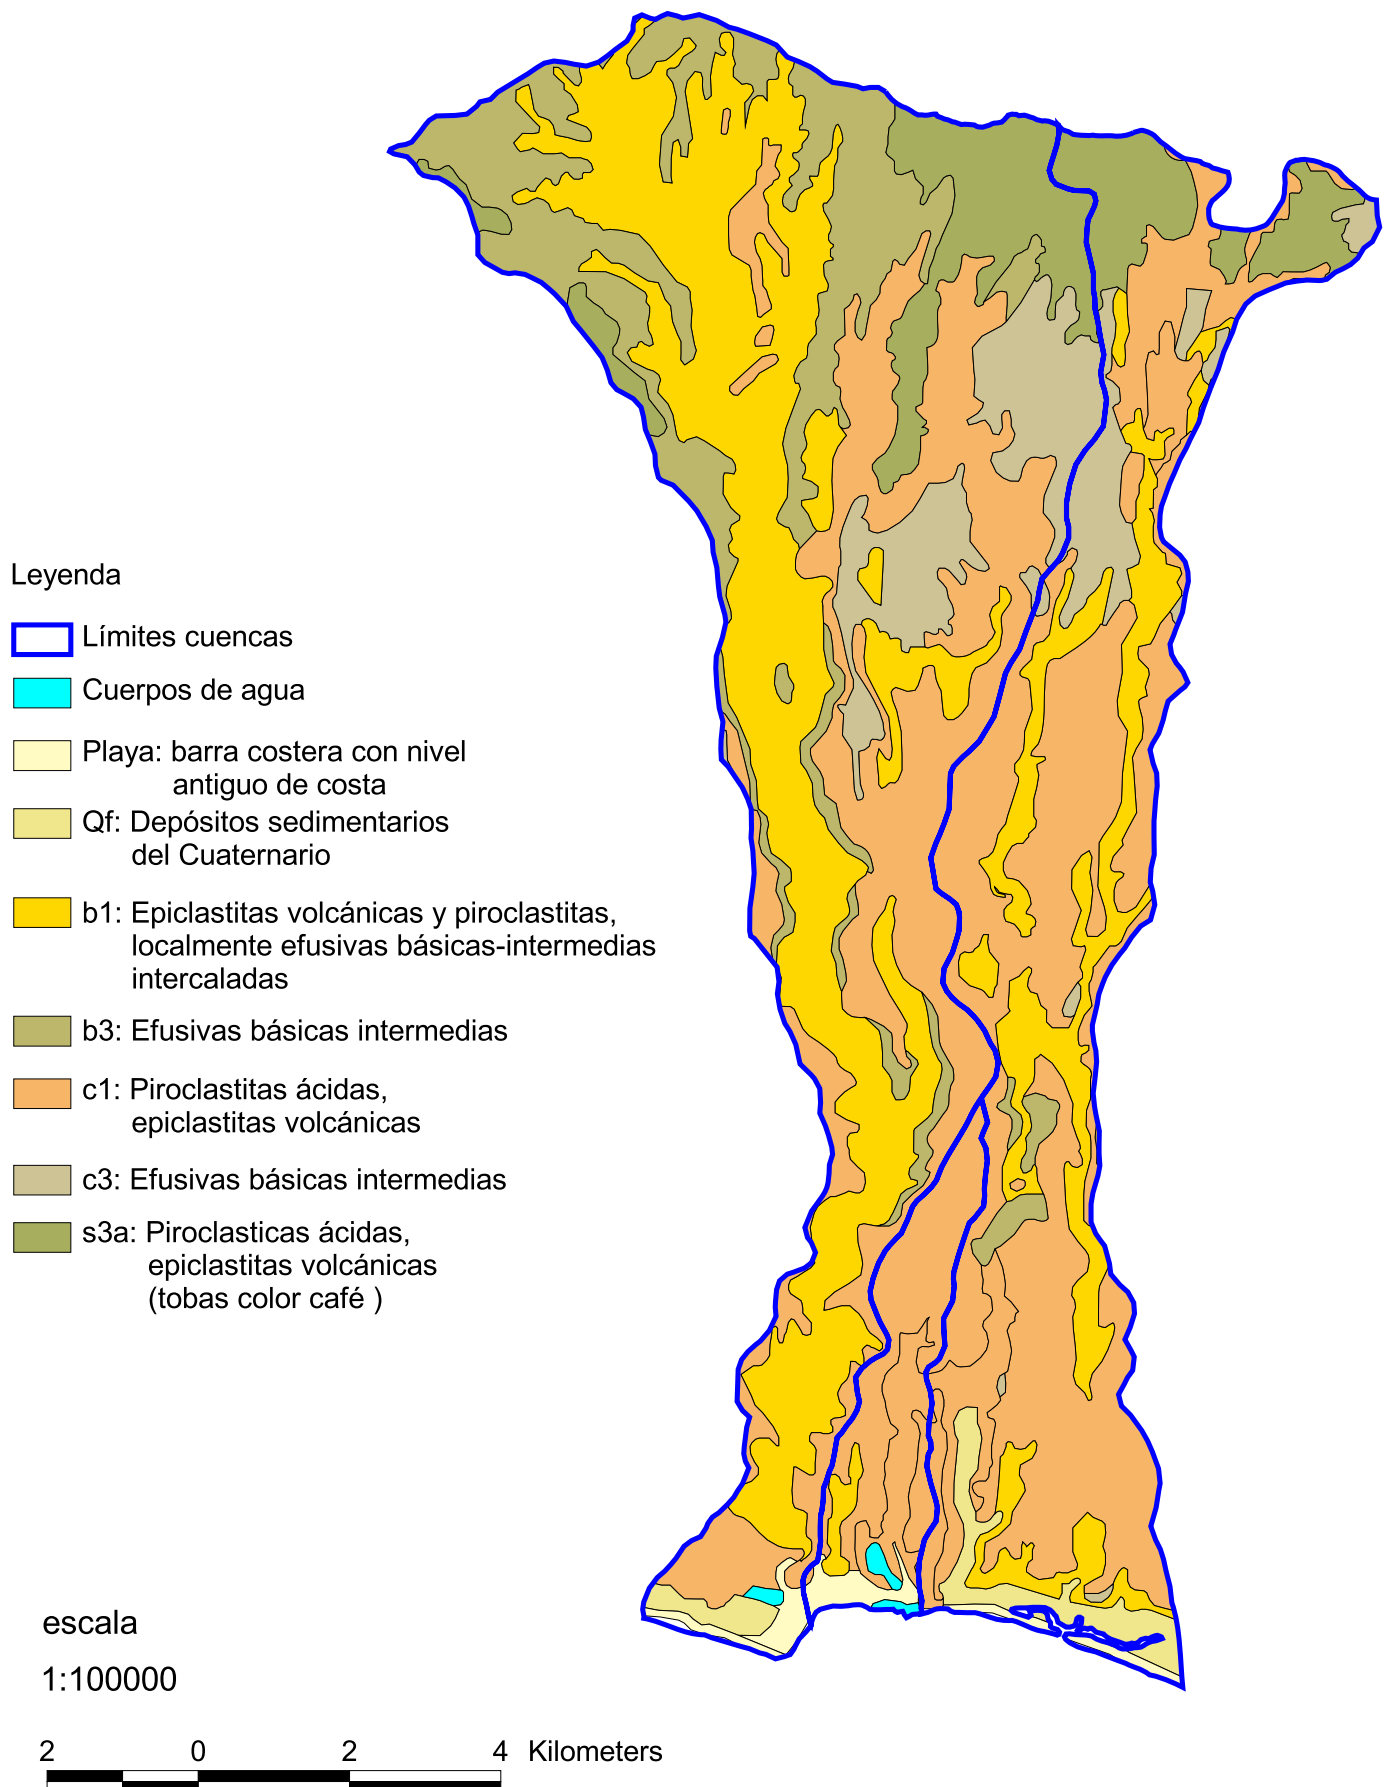 Leyenda
Límites cuencas
Cuerpos de agua
Playa: barra costera con nivel
antiguo de costa
Qf: Depósitos sedimentarios
del Cuaternario
b1: Epiclastitas volcánicas y piroclastitas,
localmente efusivas básicas-intermedias
intercaladas
b3: Efusivas básicas intermedias
c1: Piroclastitas ácidas,
epiclastitas volcánicas
c3: Efusivas básicas intermedias
s3a: Piroclasticas ácidas,
epiclastitas volcánicas
(tobas color café )
escala
1:100000
2 0 2 4 Kilometers